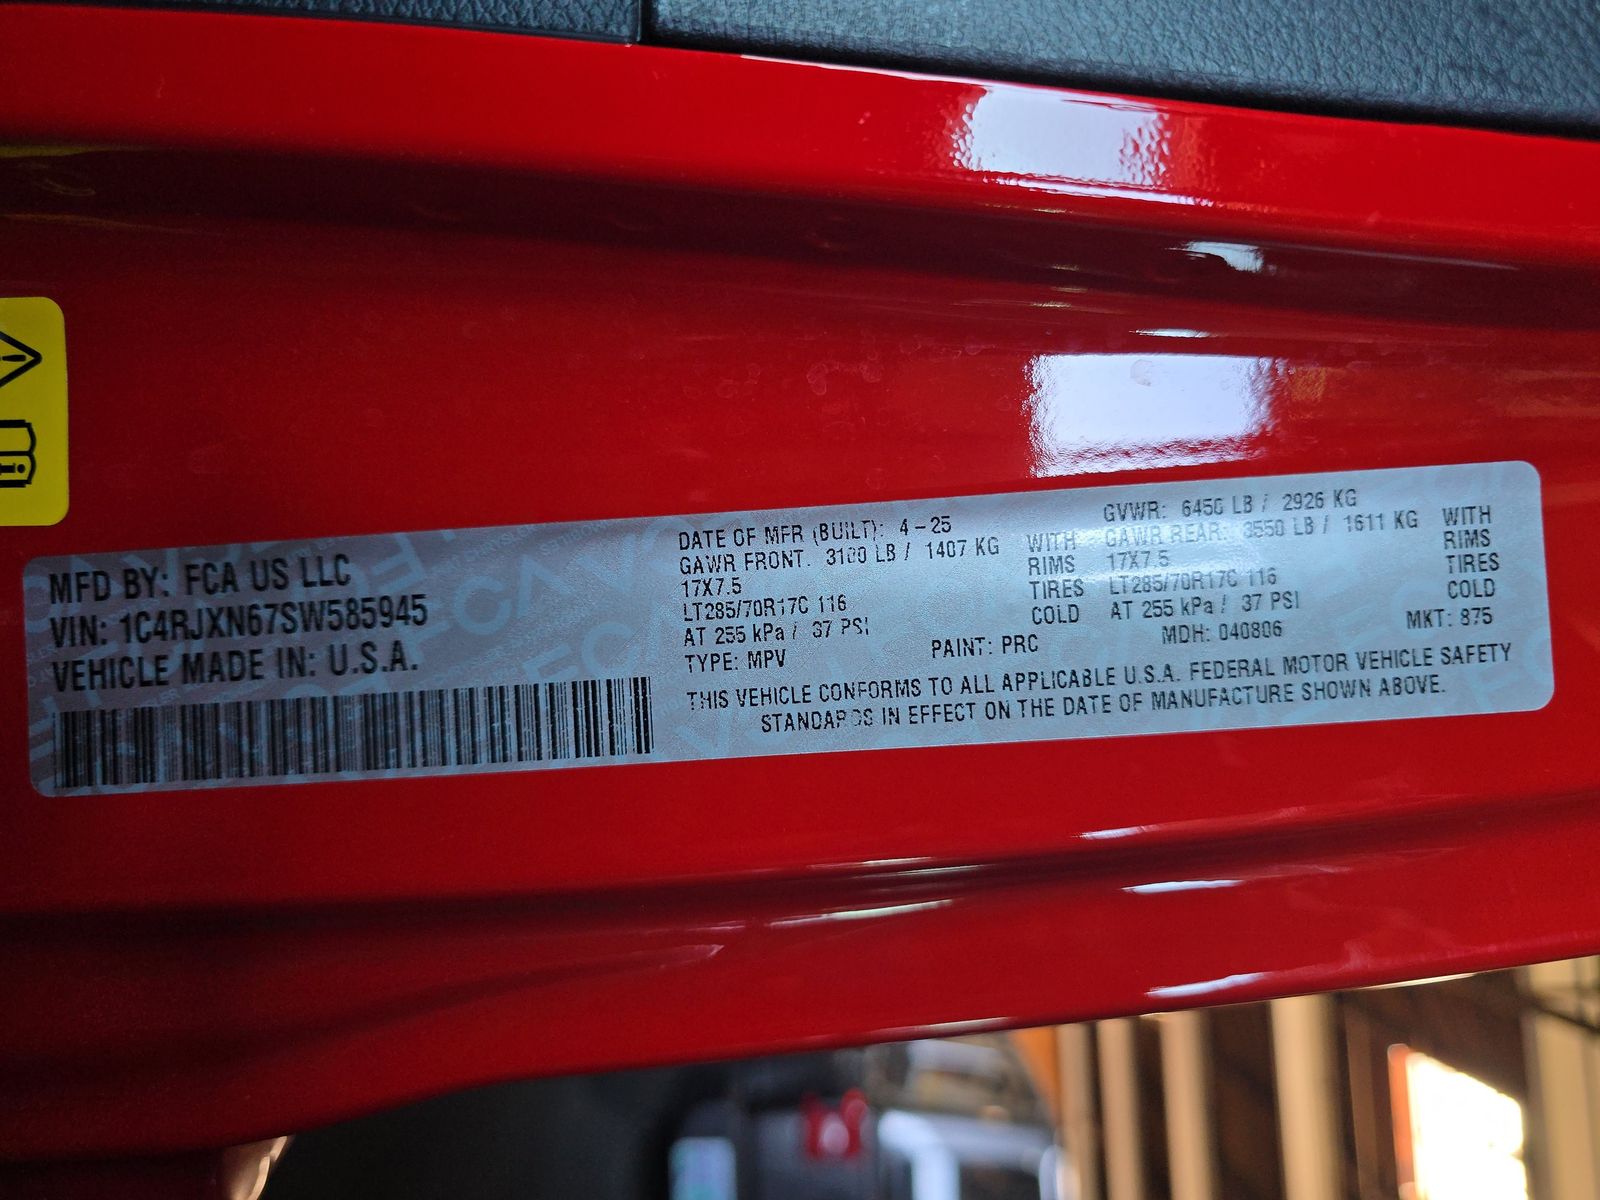 MFD BY: FCA US LLC
VIN: 1C4RJXN67SW585945
VEHICLE MADE IN: U.S.A.
DATE OF MFR (BUILT): 4-25
GAWR FRONT. 3100 LB / 1407 KG WITH
17X7.5 RIMS
LT285/70R17C 116 TIRES
AT 255 kPa / 37 PSI COLD
GVWR: 6450 LB / 2926 KG
GAWR REAR: 3550 LB / 1611 KG WITH
17X7.5 RIMS
LT285/70R17C 116 TIRES
AT 255 kPa / 37 PSI COLD
TYPE: MPV PAINT: PRC MDH: 040806 MKT: 875
THIS VEHICLE CONFORMS TO ALL APPLICABLE U.S.A. FEDERAL MOTOR VEHICLE SAFETY
STANDARDS IN EFFECT ON THE DATE OF MANUFACTURE SHOWN ABOVE.